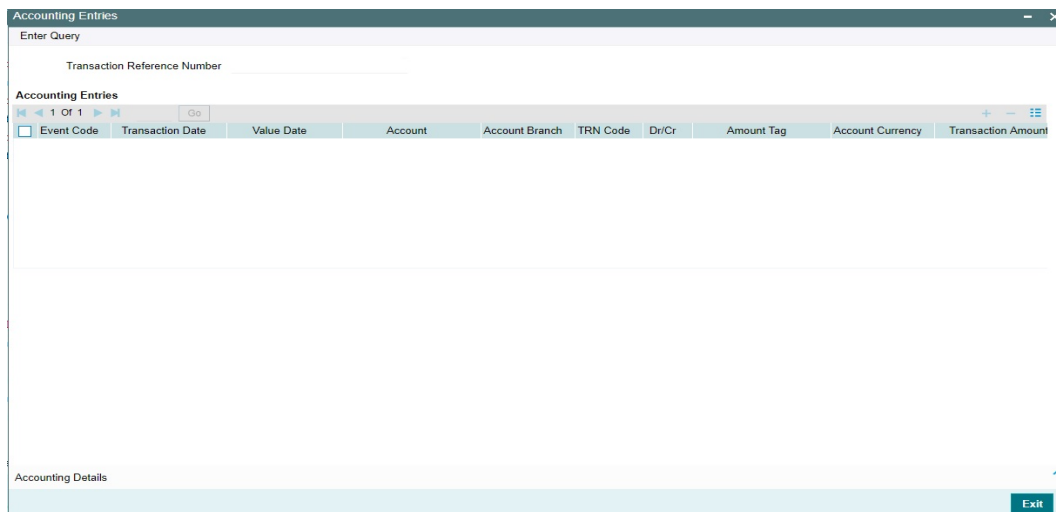 Accounting Entries
Enter Query
Transaction Reference Number
Accounting Entries
1 Of 1 Go
Event Code Transaction Date Value Date Account Account Branch TRN Code Dr/Cr Amount Tag Account Currency Transaction Amount
Accounting Details
Exit